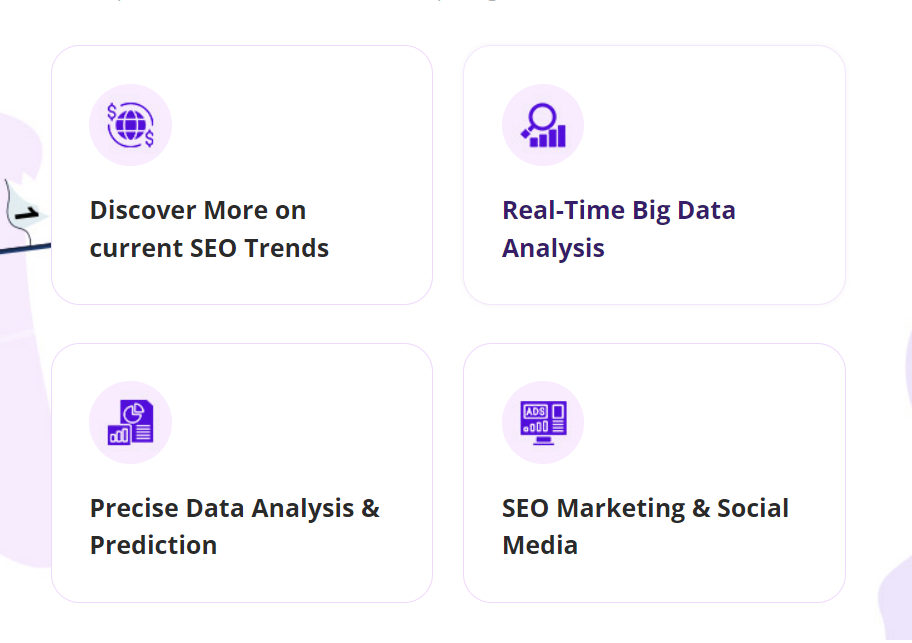 Discover More on
current SEO Trends
Real-Time Big Data
Analysis
Precise Data Analysis &
Prediction
ADS
SEO Marketing & Social
Media